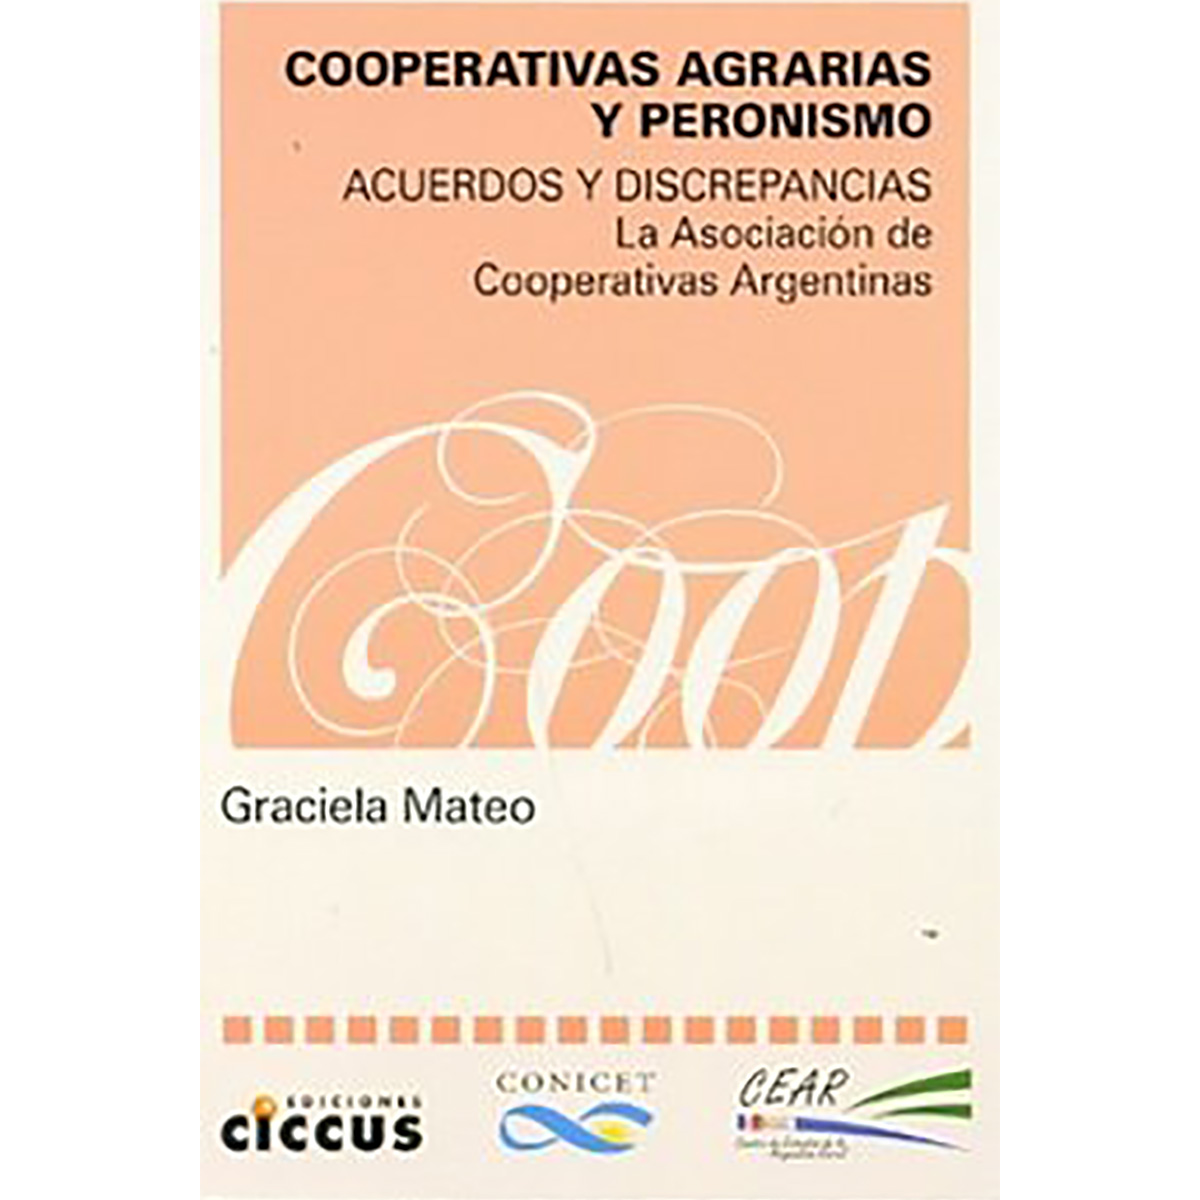 COOPERATIVAS AGRARIAS
Y PERONISMO
ACUERDOS Y DISCREPANCIAS
La Asociación de
Cooperativas Argentinas
Coop
Graciela Mateo
EDICIONES
CICCUS
CONICET
CEAR